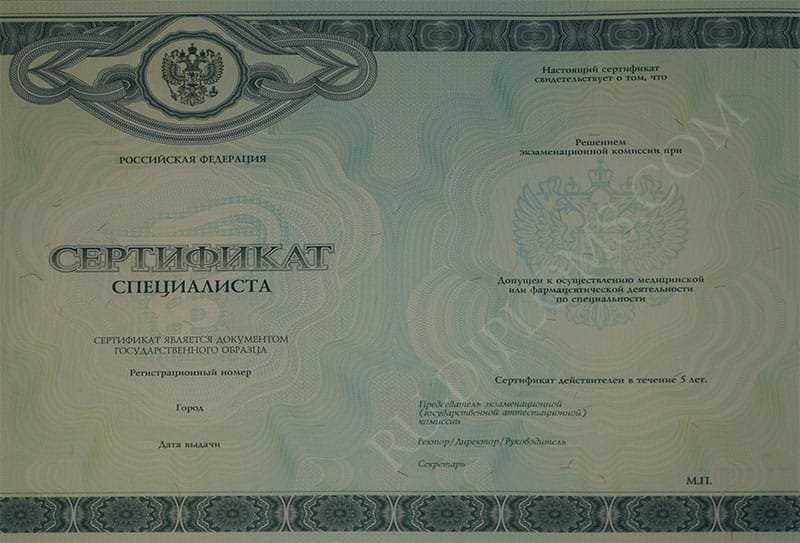 РОССИЙСКАЯ ФЕДЕРАЦИЯ
СЕРТИФИКАТ
СПЕЦИАЛИСТА
СЕРТИФИКАТ ЯВЛЯЕТСЯ ДОКУМЕНТОМ
ГОСУДАРСТВЕННОГО ОБРАЗЦА
Регистрационный номер
Город
Дата выдачи
Настоящий сертификат
свидетельствует о том, что
Решением
экзаменационной комиссии при
Допущен к осуществлению медицинской
или фармацевтической деятельности
по специальности
Сертификат действителен в течение 5 лет.
Председатель экзаменационной
(государственной аттестационной)
комиссии
Ректор/Директор/Руководитель
Секретарь
М.П.